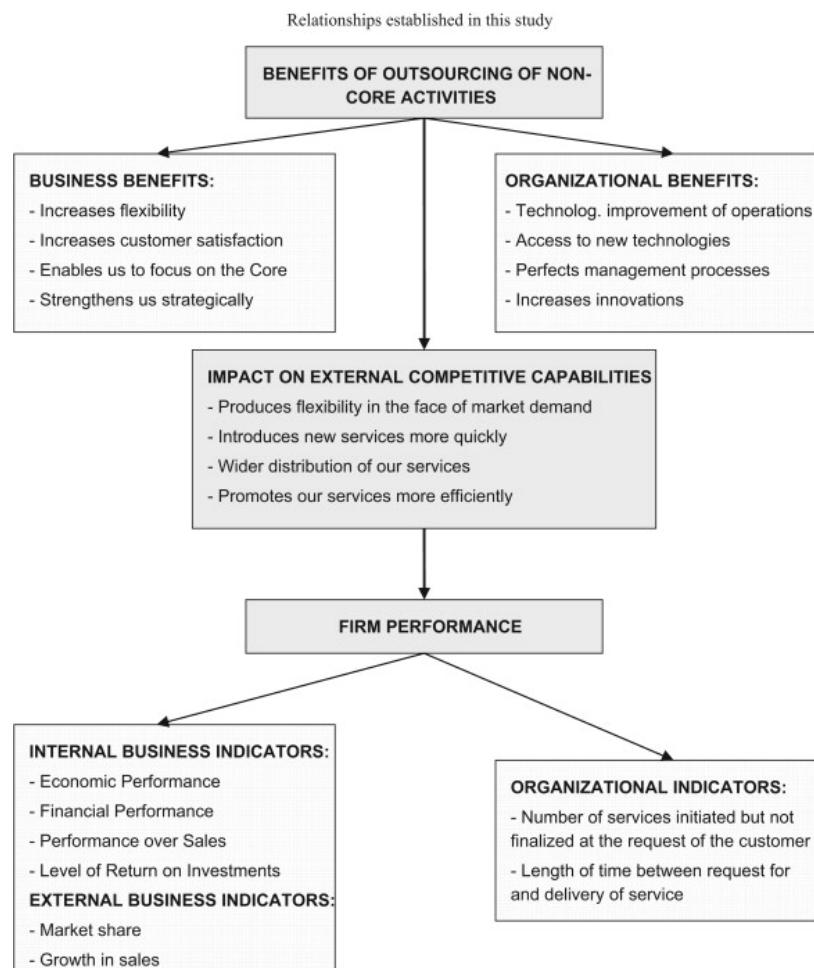 Relationships established in this study
BENEFITS OF OUTSOURCING OF NON-
CORE ACTIVITIES
BUSINESS BENEFITS:
- Increases flexibility
- Increases customer satisfaction
- Enables us to focus on the Core
- Strengthens us strategically
ORGANIZATIONAL BENEFITS:
- Technolog. improvement of operations
- Access to new technologies
- Perfects management processes
- Increases innovations
IMPACT ON EXTERNAL COMPETITIVE CAPABILITIES
- Produces flexibility in the face of market demand
- Introduces new services more quickly
- Wider distribution of our services
- Promotes our services more efficiently
FIRM PERFORMANCE
INTERNAL BUSINESS INDICATORS:
- Economic Performance
- Financial Performance
- Performance over Sales
- Level of Return on Investments
EXTERNAL BUSINESS INDICATORS:
- Market share
- Growth in sales
ORGANIZATIONAL INDICATORS:
- Number of services initiated but not
finalized at the request of the customer
- Length of time between request for
and delivery of service